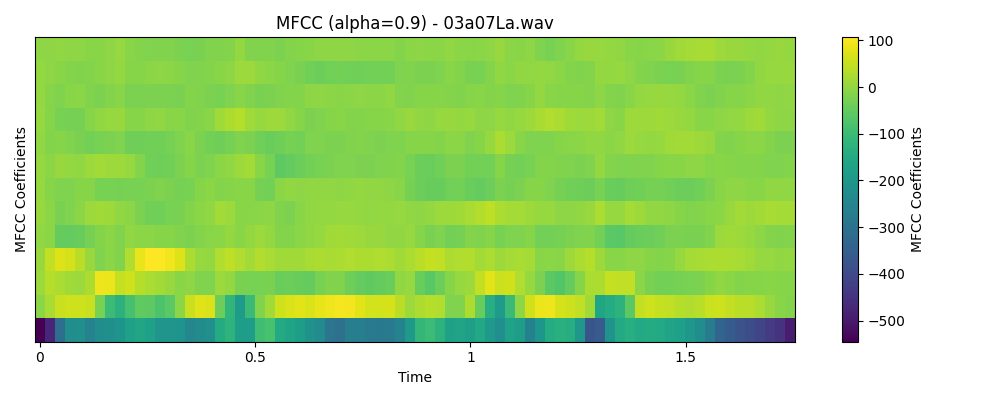 MFCC (alpha=0.9) - 03a07La.wav
MFCC Coefficients
0
0.5
1
1.5
Time
100
0
−100
−200
−300
−400
−500
MFCC Coefficients